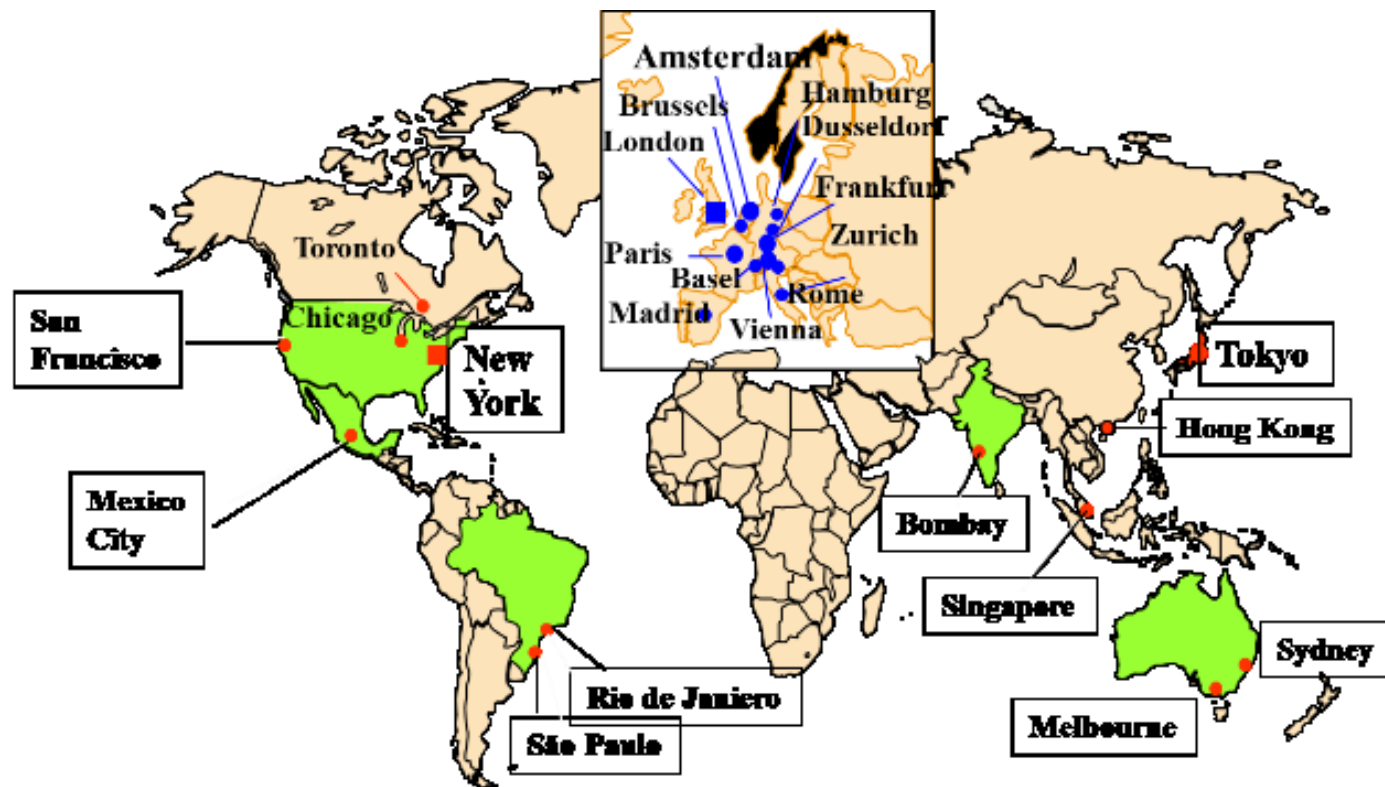 Amsterdam
Hamburg
Brussels
Dusseldorf
London
Frankfurf
Zurich
Paris
Basel
Rome
Madrid
Vienna
Toronto
San
Francisco
Chicago
New
York
Tokyo
Hong Kong
Mexico
City
Bombay
Singapore
Sydney
Rio de Janiero
Melbourne
São Paulo